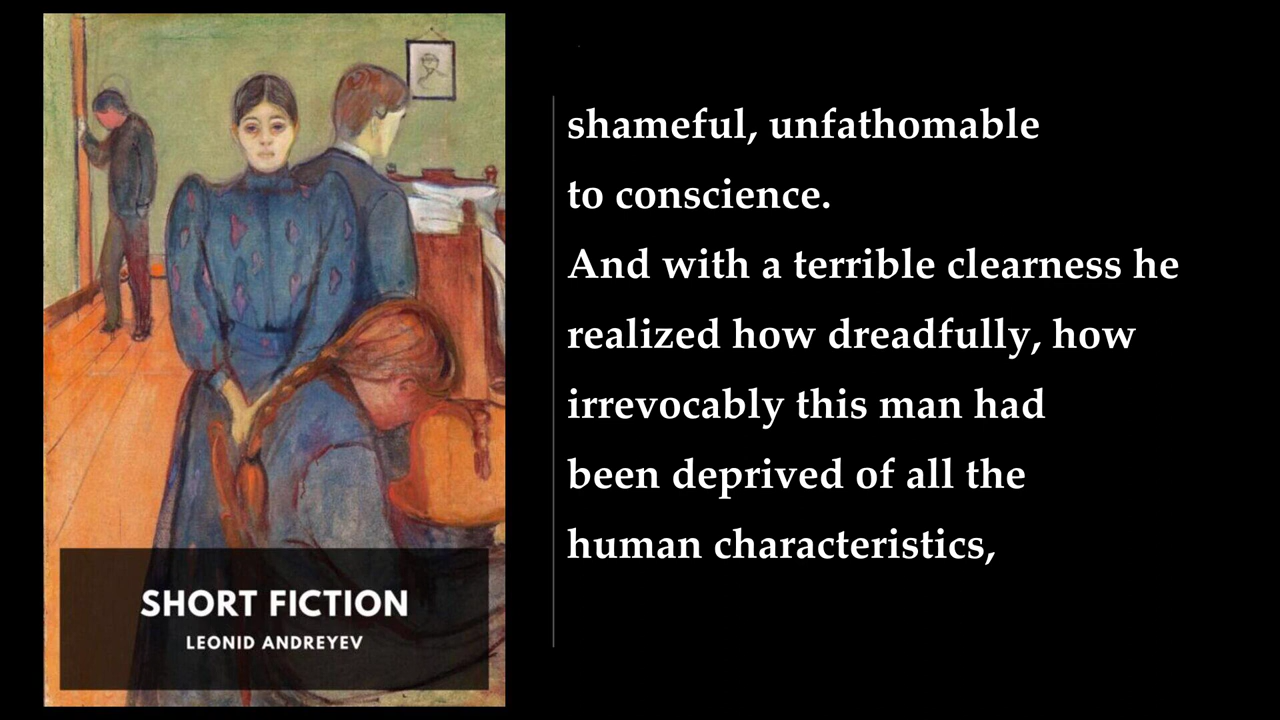 SHORT FICTION
LEONID ANDREYEV
shameful, unfathomable
to conscience.
And with a terrible clearness he
realized how dreadfully, how
irrevocably this man had
been deprived of all the
human characteristics,